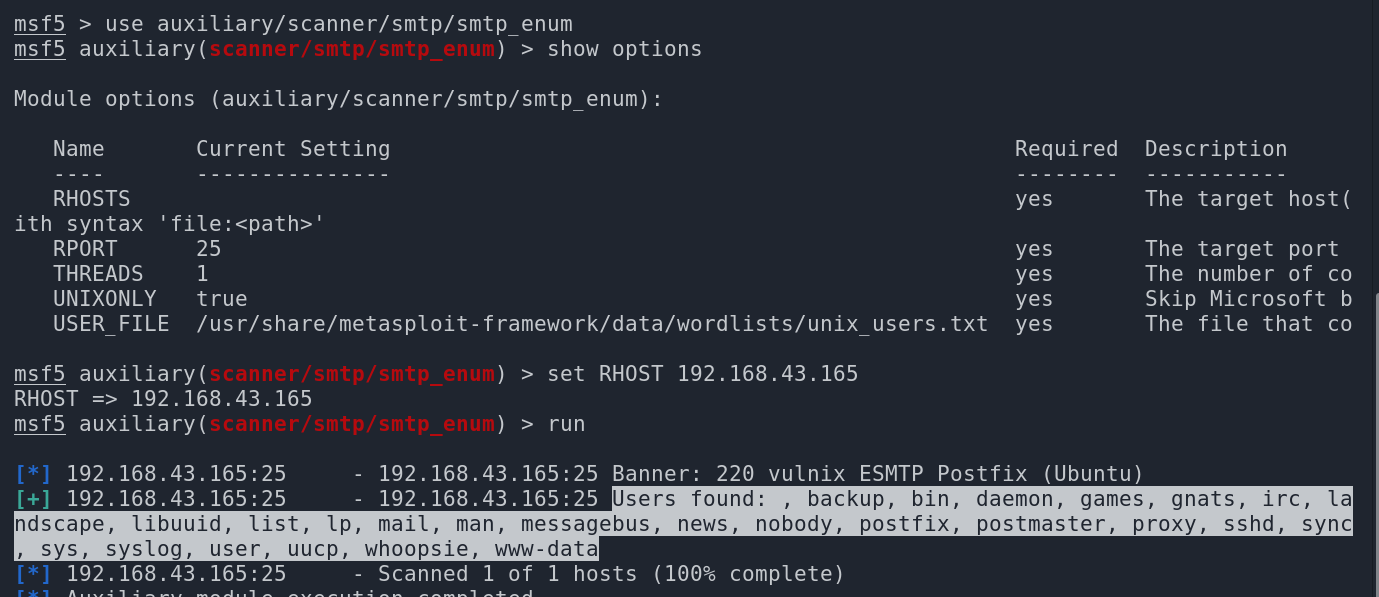 msf5 > use auxiliary/scanner/smtp/smtp_enum
msf5 auxiliary(scanner/smtp/smtp_enum) > show options
Module options (auxiliary/scanner/smtp/smtp_enum):
Name Current Setting Required Description
---- --------------- -------- -----------
RHOSTS yes The target host(
ith syntax 'file:<path>'
RPORT 25 yes The target port
THREADS 1 yes The number of co
UNIXONLY true yes Skip Microsoft b
USER_FILE /usr/share/metasploit-framework/data/wordlists/unix_users.txt yes The file that co
msf5 auxiliary(scanner/smtp/smtp_enum) > set RHOST 192.168.43.165
RHOST => 192.168.43.165
msf5 auxiliary(scanner/smtp/smtp_enum) > run
[*] 192.168.43.165:25 - 192.168.43.165:25 Banner: 220 vulnix ESMTP Postfix (Ubuntu)
[+] 192.168.43.165:25 - 192.168.43.165:25 Users found: , backup, bin, daemon, games, gnats, irc, la
ndscape, libuuid, list, lp, mail, man, messagebus, news, nobody, postfix, postmaster, proxy, sshd, sync
, sys, syslog, user, uucp, whoopsie, www-data
[*] 192.168.43.165:25 - Scanned 1 of 1 hosts (100% complete)
[*] Auxiliary module execution completed